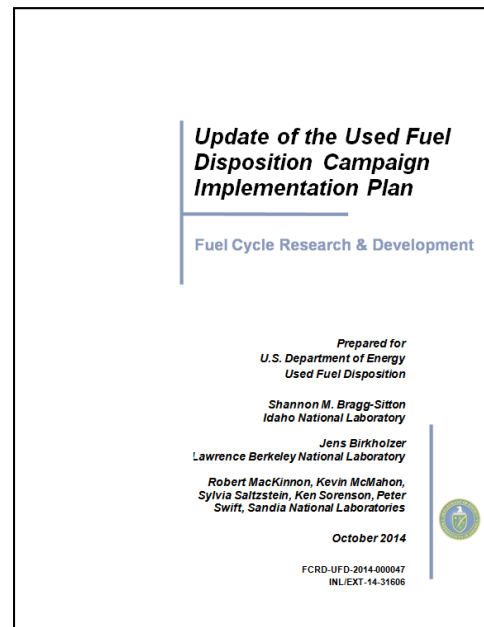 Update of the Used Fuel
Disposition Campaign
Implementation Plan
Fuel Cycle Research & Development
Prepared for
U.S. Department of Energy
Used Fuel Disposition
Shannon M. Bragg-Sitton
Idaho National Laboratory
Jens Birkholzer
Lawrence Berkeley National Laboratory
Robert MacKinnon, Kevin McMahon,
Sylvia Saltzstein, Ken Sorenson, Peter
Swift, Sandia National Laboratories
October 2014
FCRD-UFD-2014-000047
INL/EXT-14-31606